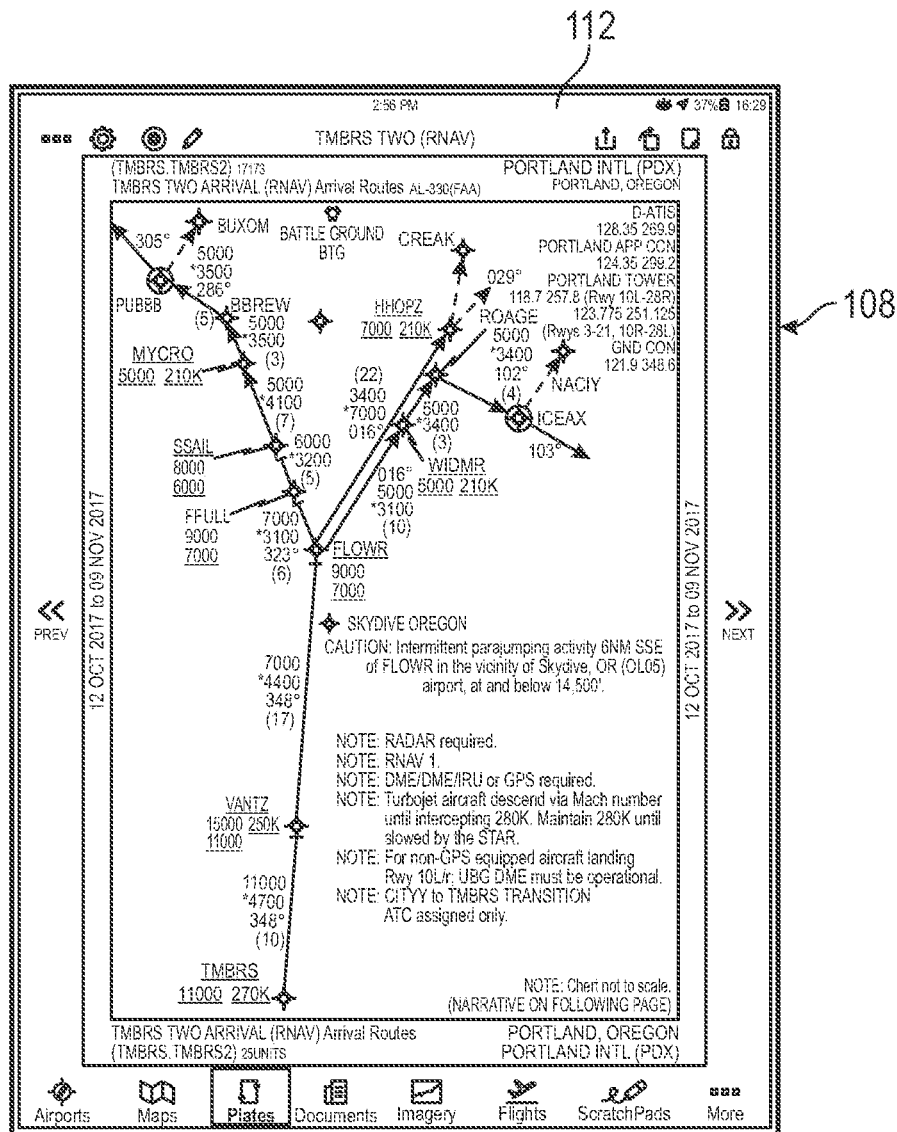 112
108
2:56 PM
37% 16:29
TMBRS TWO (RNAV)
(TMBRS.TMBRS2) 17173
PORTLAND INTL (PDX)
TMBRS TWO ARRIVAL (RNAV) Arrival Routes AL-330(FAA)
PORTLAND, OREGON
D-ATIS
128.35 269.9
PORTLAND APP CON
124.35 299.2
PORTLAND TOWER
118.7 257.8 (Rwy 10L-28R)
123.775 251.125
(Rwys 3-21, 10R-28L)
GND CON
121.9 348.6
305°
BUXOM
BATTLE GROUND
BTG
CREAK
5000
*3500
286°
PUBBB
(5)
BBREW
5000
*3500
(3)
MYCRO
5000 210K
5000
*4100
(7)
SSAIL
8000
6000
6000
*3200
(5)
FFULL
9000
7000
7000
*3100
323°
(6)
HHOPZ
7000 210K
029°
ROAGE
5000
*3400
102°
(4)
NACIY
ICEAX
103°
(22)
3400
*7000
016°
5000
*3400
(3)
WIDMR
6000 210K
016°
5000
*3100
(10)
FLOWR
9000
7000
SKYDIVE OREGON
CAUTION: Intermittent parajumping activity 6NM SSE
of FLOWR in the vicinity of Skydive, OR (OL05)
airport, at and below 14,500'.
7000
*4400
348°
(17)
NOTE: RADAR required.
NOTE: RNAV 1.
NOTE: DME/DME/IRU or GPS required.
NOTE: Turbojet aircraft descend via Mach number
until intercepting 280K. Maintain 280K until
slowed by the STAR.
NOTE: For non-GPS equipped aircraft landing
Rwy 10L/r: UBG DME must be operational.
NOTE: CITYY to TMBRS TRANSITION
ATC assigned only.
VANTZ
15000 250K
11000
11000
*4700
348°
(10)
TMBRS
11000 270K
NOTE: Chert not to scale.
(NARRATIVE ON FOLLOWING PAGE)
TMBRS TWO ARRIVAL (RNAV) Arrival Routes
PORTLAND, OREGON
(TMBRS.TMBRS2) 25UNITS
PORTLAND INTL (PDX)
12 OCT 2017 to 09 NOV 2017
12 OCT 2017 to 09 NOV 2017
PREV
NEXT
Airports
Maps
Plates
Documents
Imagery
Flights
ScratchPads
More